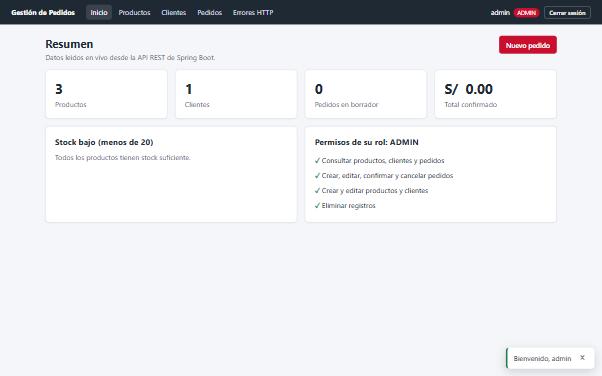 Gestión de Pedidos Inicio Productos Clientes Pedidos Errores HTTP admin ADMIN Cerrar sesión
Resumen
Nuevo pedido
Datos leídos en vivo desde la API REST de Spring Boot.
3
Productos
1
Clientes
0
Pedidos en borrador
S/ 0.00
Total confirmado
Stock bajo (menos de 20)
Todos los productos tienen stock suficiente.
Permisos de su rol: ADMIN
✓ Consultar productos, clientes y pedidos
✓ Crear, editar, confirmar y cancelar pedidos
✓ Crear y editar productos y clientes
✓ Eliminar registros
Bienvenido, admin x